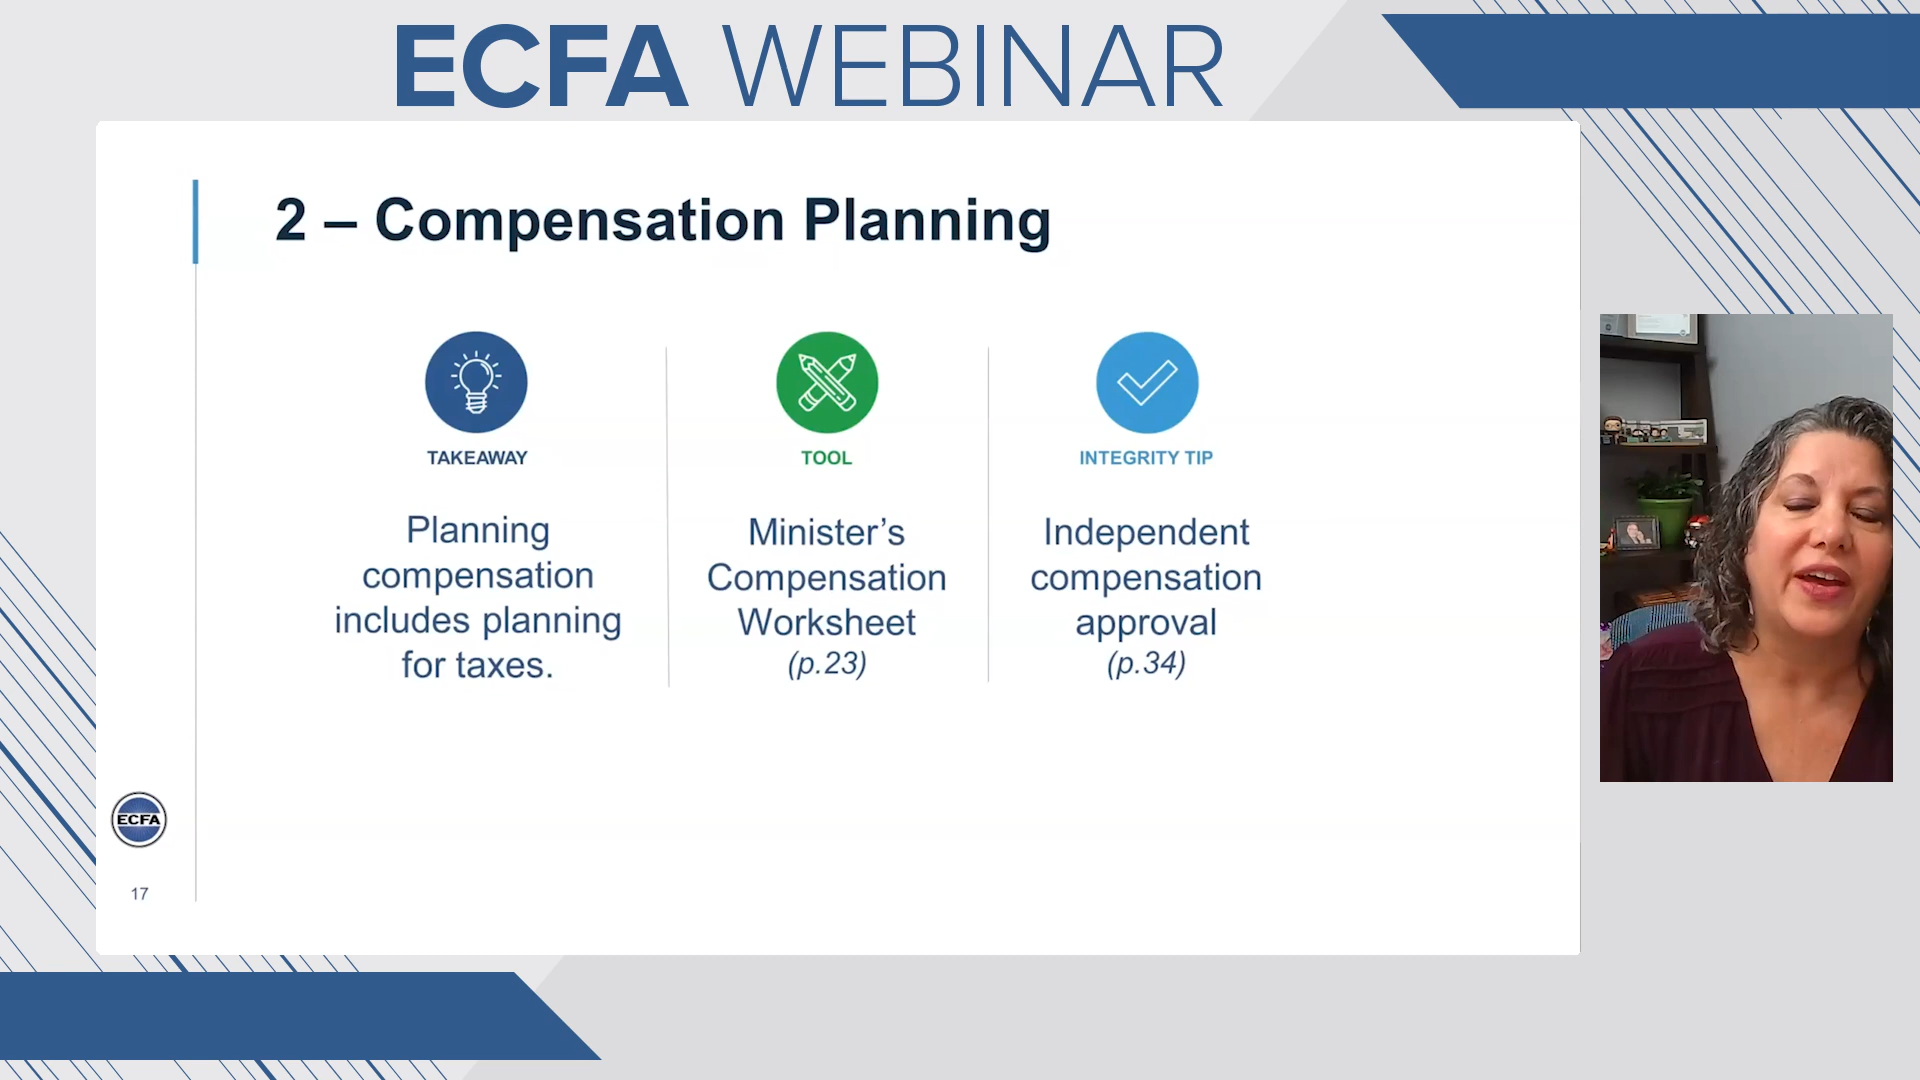 ECFA WEBINAR
2 – Compensation Planning
TAKEAWAY
Planning
compensation
includes planning
for taxes.
TOOL
Minister’s
Compensation
Worksheet
(p.23)
INTEGRITY TIP
Independent
compensation
approval
(p.34)
ECFA
17